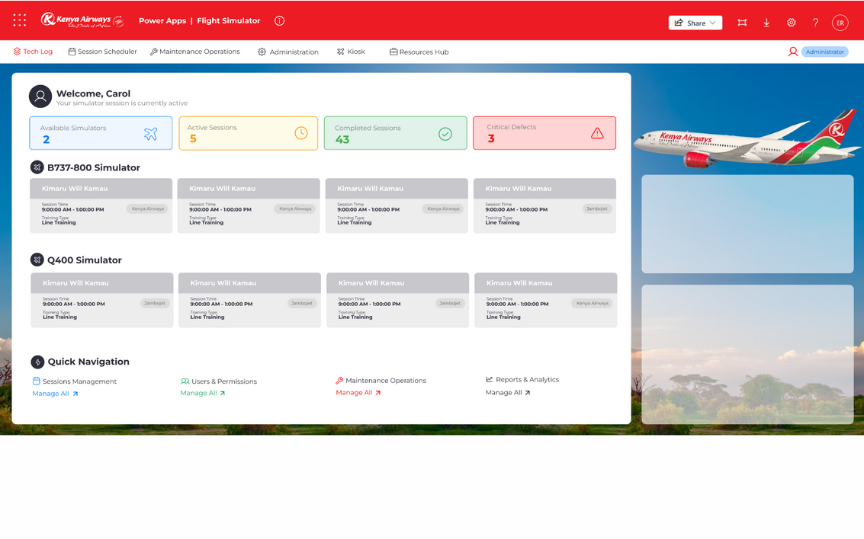 Kenya Airways
The Pride of Africa
Power Apps | Flight Simulator
Share
?
ER
Tech Log
Session Scheduler
Maintenance Operations
Administration
Kiosk
Resources Hub
Administrator
Welcome, Carol
Your simulator session is currently active
Available Simulators
2
Active Sessions
5
Completed Sessions
43
Critical Defects
3
Kenya Airways
B737-800 Simulator
Kimaru Will Kamau
Session Time
9:00:00 AM - 1:00:00 PM
Kenya Airways
Training Type
Line Training
Kimaru Will Kamau
Session Time
9:00:00 AM - 1:00:00 PM
Kenya Airways
Training Type
Line Training
Kimaru Will Kamau
Session Time
9:00:00 AM - 1:00:00 PM
Kenya Airways
Training Type
Line Training
Kimaru Will Kamau
Session Time
9:00:00 AM - 1:00:00 PM
Jambojet
Training Type
Line Training
Q400 Simulator
Kimaru Will Kamau
Session Time
9:00:00 AM - 1:00:00 PM
Jambojet
Training Type
Line Training
Kimaru Will Kamau
Session Time
9:00:00 AM - 1:00:00 PM
Jambojet
Training Type
Line Training
Kimaru Will Kamau
Session Time
9:00:00 AM - 1:00:00 PM
Jambojet
Training Type
Line Training
Kimaru Will Kamau
Session Time
9:00:00 AM - 1:00:00 PM
Kenya Airways
Training Type
Line Training
Quick Navigation
Sessions Management
Manage All
Users & Permissions
Manage All
Maintenance Operations
Manage All
Reports & Analytics
Manage All